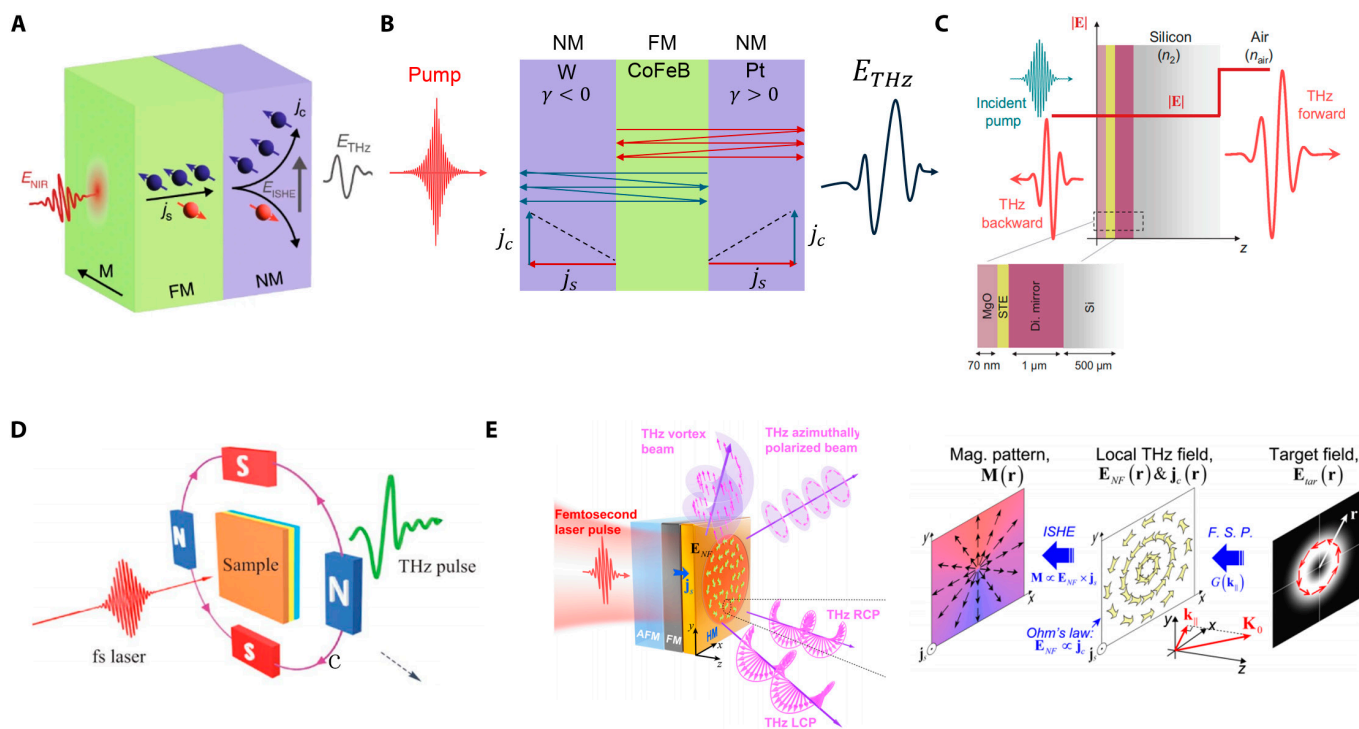 A
E_NIR
j_s
j_c
E_ISHE
E_THz
M
FM
NM
B
Pump
NM
FM
NM
W
CoFeB
Pt
γ < 0
γ > 0
E_THz
j_c
j_c
j_s
j_s
C
|E|
Silicon
(n₂)
Air
(n_air)
Incident
pump
|E|
THz
forward
THz
backward
z
MgO
STE
Di. mirror
Si
70 nm
1 µm
500 µm
D
S
N
N
S
Sample
THz pulse
fs laser
C
E
THz vortex
beam
THz azimuthally
polarized beam
Femtosecond
laser pulse
E_NF
j_s
AFM
FM
HM
y
x
z
THz RCP
THz LCP
Mag. pattern,
M(r)
Local THz field,
E_NF(r) & j_c(r)
Target field,
E_tar(r)
y
x
j_s
ISHE
M ∝ E_NF × j_s
y
x
j_s
Ohm's law:
E_NF ∝ j_c
F. S. P.
G(k_∥)
r
y
k_∥
x
K₀
z